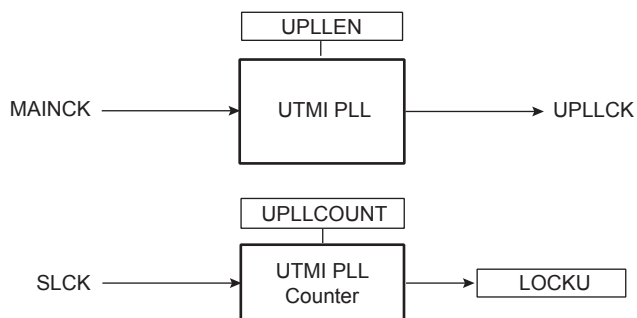 UPLLEN
MAINCK
UTMI PLL
UPLLCK
UPLLCOUNT
SLCK
UTMI PLL
Counter
LOCKU